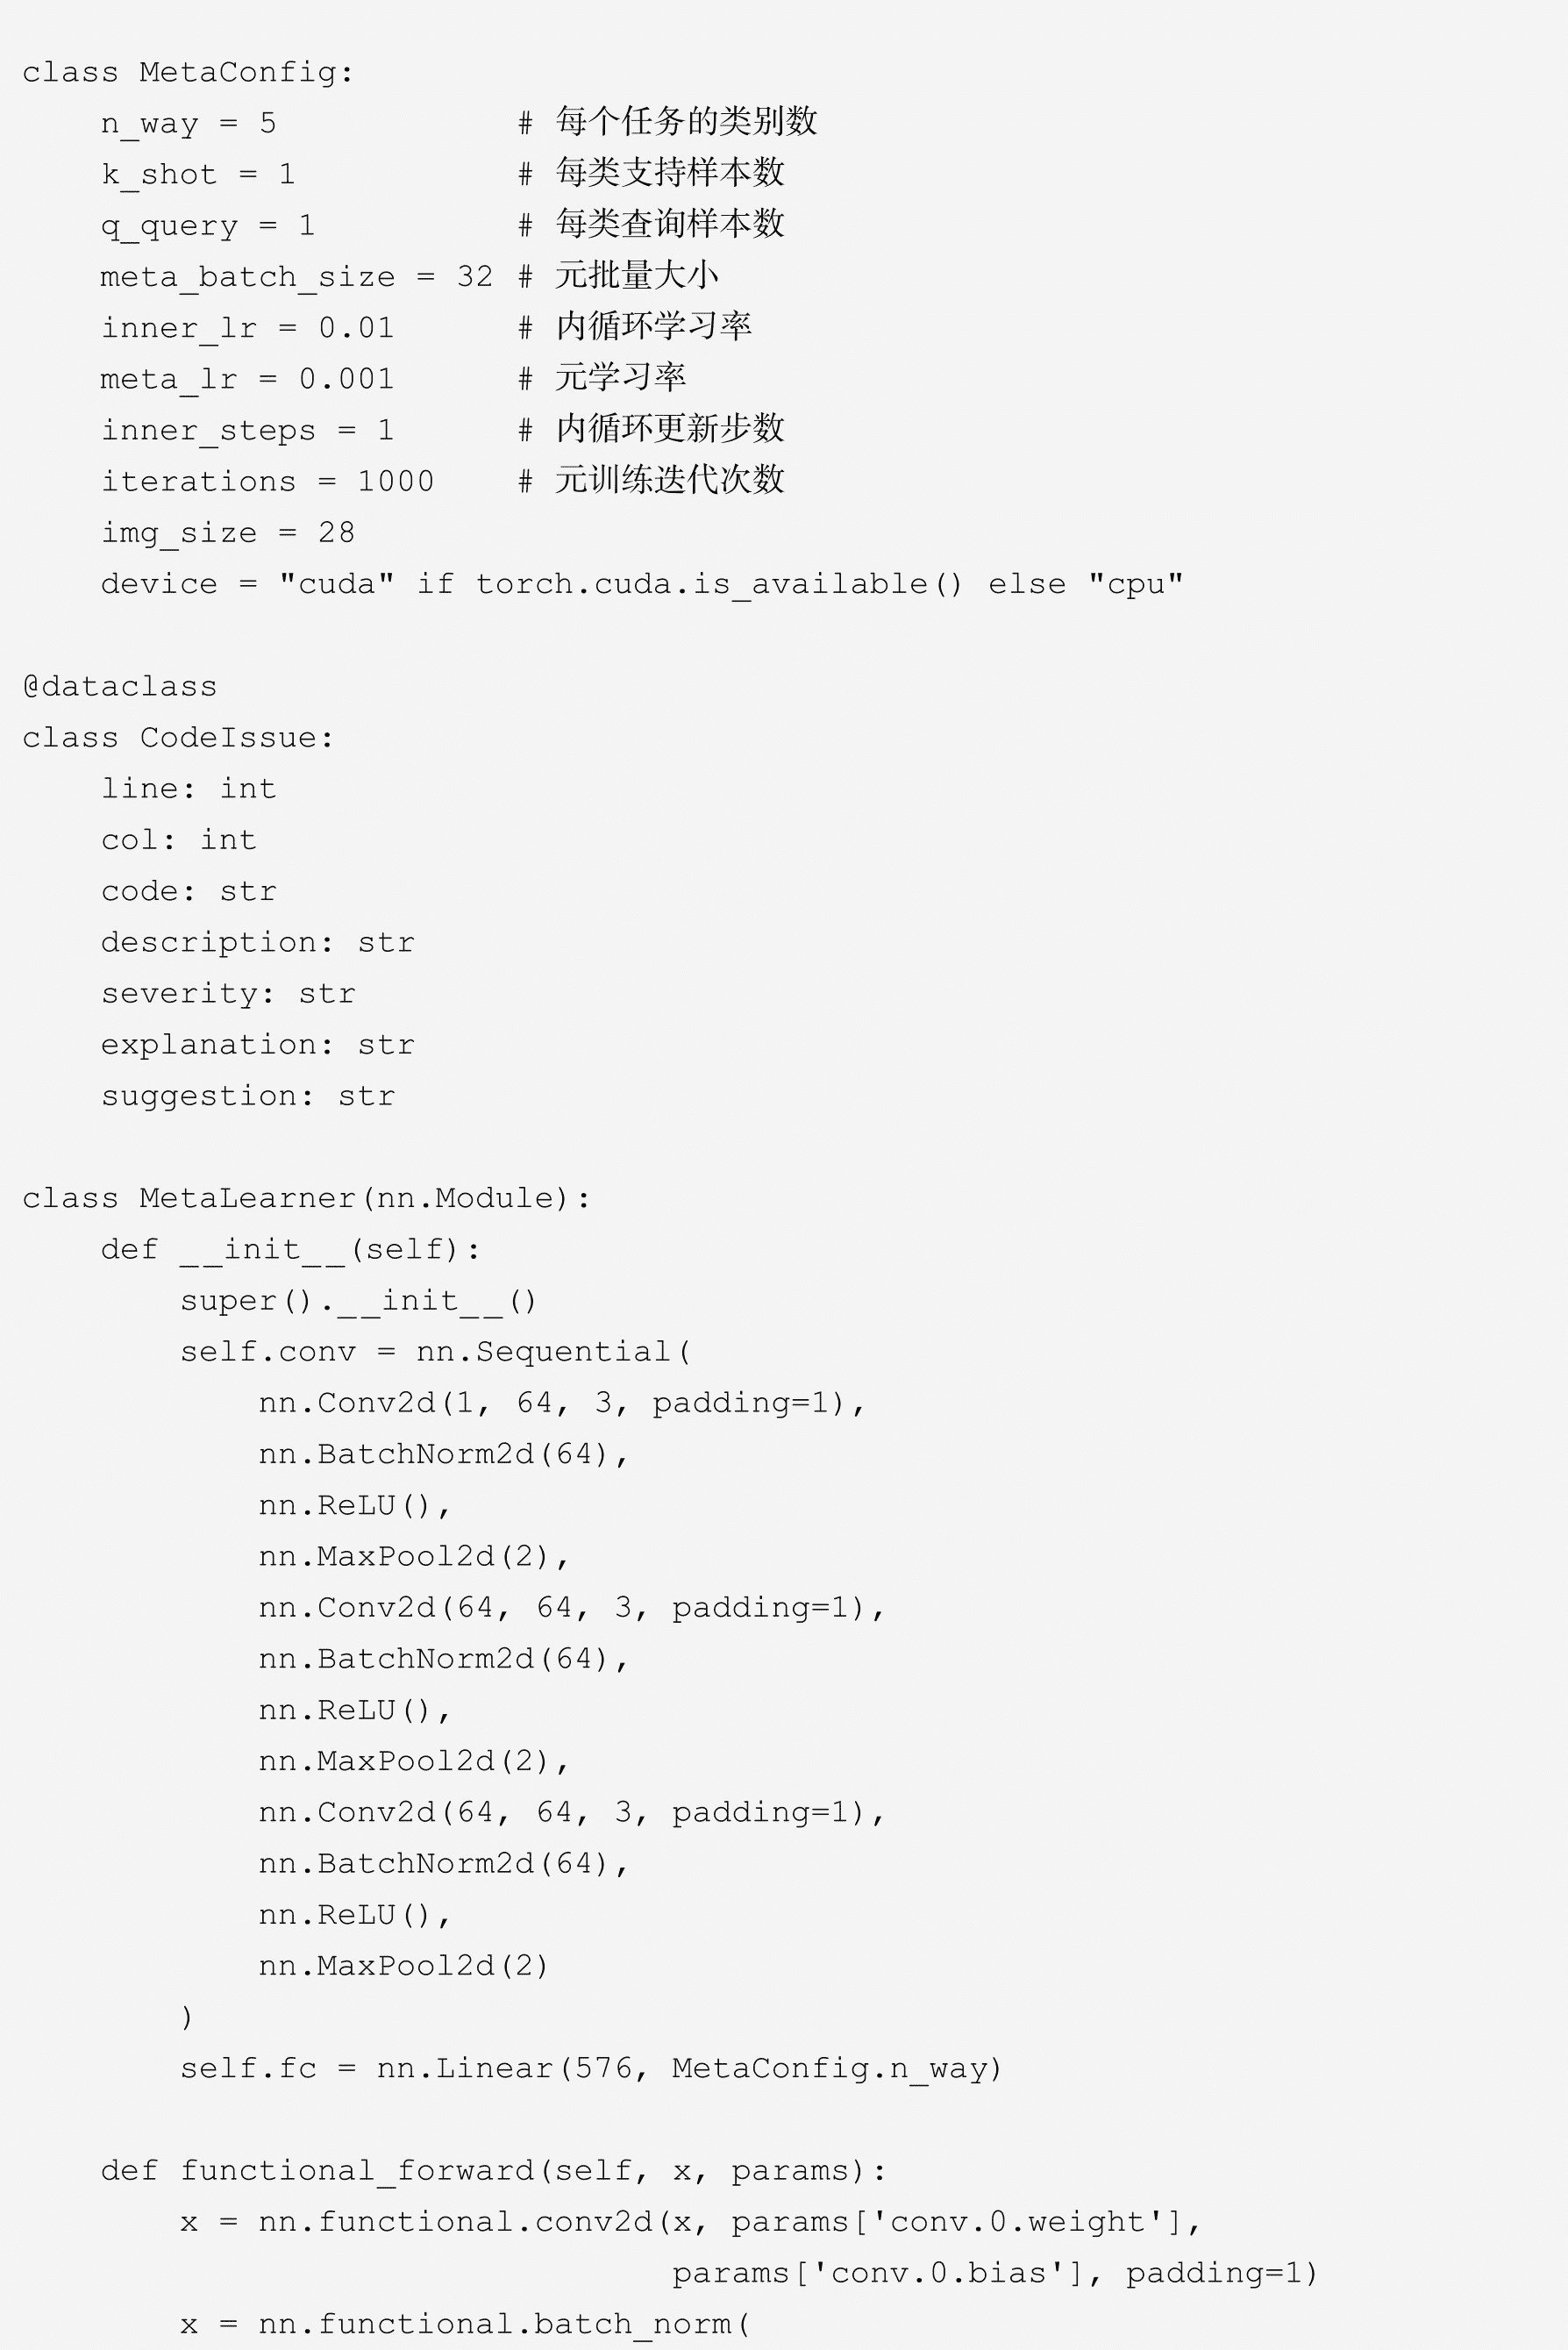 class MetaConfig:
    n_way = 5            # 每个任务的类别数
    k_shot = 1           # 每类支持样本数
    q_query = 1          # 每类查询样本数
    meta_batch_size = 32 # 元批量大小
    inner_lr = 0.01      # 内循环学习率
    meta_lr = 0.001      # 元学习率
    inner_steps = 1      # 内循环更新步数
    iterations = 1000    # 元训练迭代次数
    img_size = 28
    device = "cuda" if torch.cuda.is_available() else "cpu"

@dataclass
class CodeIssue:
    line: int
    col: int
    code: str
    description: str
    severity: str
    explanation: str
    suggestion: str

class MetaLearner(nn.Module):
    def __init__(self):
        super().__init__()
        self.conv = nn.Sequential(
            nn.Conv2d(1, 64, 3, padding=1),
            nn.BatchNorm2d(64),
            nn.ReLU(),
            nn.MaxPool2d(2),
            nn.Conv2d(64, 64, 3, padding=1),
            nn.BatchNorm2d(64),
            nn.ReLU(),
            nn.MaxPool2d(2),
            nn.Conv2d(64, 64, 3, padding=1),
            nn.BatchNorm2d(64),
            nn.ReLU(),
            nn.MaxPool2d(2)
        )
        self.fc = nn.Linear(576, MetaConfig.n_way)

    def functional_forward(self, x, params):
        x = nn.functional.conv2d(x, params['conv.0.weight'],
                                 params['conv.0.bias'], padding=1)
        x = nn.functional.batch_norm(